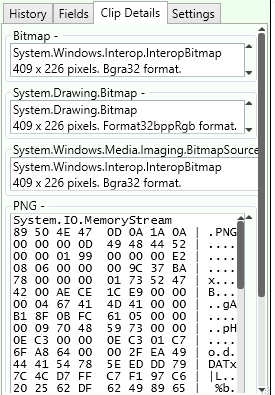 History Fields Clip Details Settings
Bitmap -
System.Windows.Interop.InteropBitmap
409 x 226 pixels. Bgra32 format.
System.Drawing.Bitmap -
System.Drawing.Bitmap
409 x 226 pixels. Format32bppRgb format.
System.Windows.Media.Imaging.BitmapSource
System.Windows.Interop.InteropBitmap
409 x 226 pixels. Bgra32 format.
PNG -
System.IO.MemoryStream
89 50 4E 47 0D 0A 1A 0A | .PNG
00 00 00 0D 49 48 44 52 | ....
00 00 01 99 00 00 00 E2 | ....
08 06 00 00 00 9C 37 BA | ....
78 00 00 00 01 73 52 47 | x...
42 00 AE CE 1C E9 00 00 | B...
00 04 67 41 4D 41 00 00 | ..gA
B1 8F 0B FC 61 05 00 00 | ....
00 09 70 48 59 73 00 00 | ..pH
0E C3 00 00 0E C3 01 C7 | ....
6F A8 64 00 00 2F EA 49 | o.d.
44 41 54 78 5E ED DD 79 | DATx
7C 4C D7 FF C7 F1 97 C6 | |L..
20 25 62 DF 62 49 89 65 | %b.